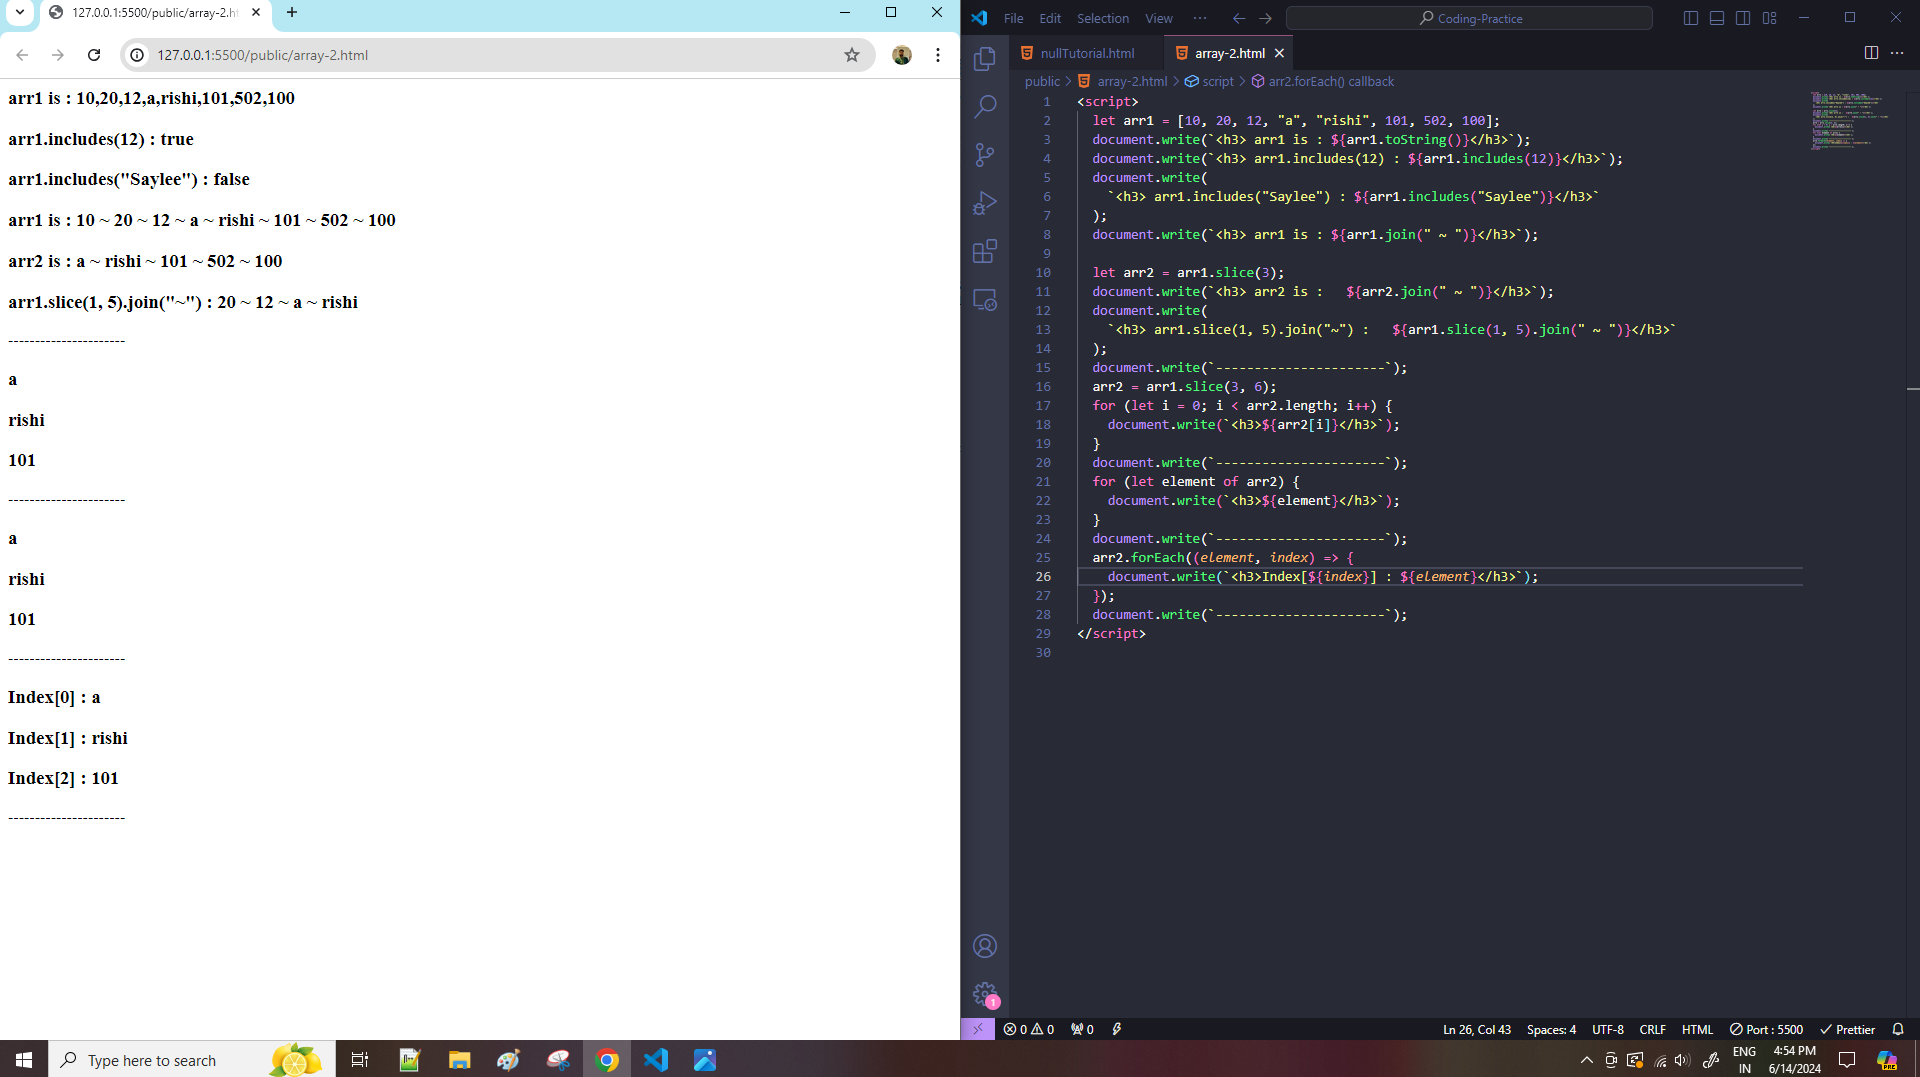 127.0.0.1:5500/public/array-2.ht
127.0.0.1:5500/public/array-2.html
arr1 is : 10,20,12,a,rishi,101,502,100
arr1.includes(12) : true
arr1.includes("Saylee") : false
arr1 is : 10 ~ 20 ~ 12 ~ a ~ rishi ~ 101 ~ 502 ~ 100
arr2 is : a ~ rishi ~ 101 ~ 502 ~ 100
arr1.slice(1, 5).join("~") : 20 ~ 12 ~ a ~ rishi
----------------------
a
rishi
101
----------------------
a
rishi
101
----------------------
Index[0] : a
Index[1] : rishi
Index[2] : 101
----------------------
File Edit Selection View ··· Coding-Practice
nullTutorial.html array-2.html
public > array-2.html > script > arr2.forEach() callback
1 <script>
2 let arr1 = [10, 20, 12, "a", "rishi", 101, 502, 100];
3 document.write(`<h3> arr1 is : ${arr1.toString()}</h3>`);
4 document.write(`<h3> arr1.includes(12) : ${arr1.includes(12)}</h3>`);
5 document.write(
6 `<h3> arr1.includes("Saylee") : ${arr1.includes("Saylee")}</h3>`
7 );
8 document.write(`<h3> arr1 is : ${arr1.join(" ~ ")}</h3>`);
9
10 let arr2 = arr1.slice(3);
11 document.write(`<h3> arr2 is :   ${arr2.join(" ~ ")}</h3>`);
12 document.write(
13 `<h3> arr1.slice(1, 5).join("~") :   ${arr1.slice(1, 5).join(" ~ ")}</h3>`
14 );
15 document.write(`----------------------`);
16 arr2 = arr1.slice(3, 6);
17 for (let i = 0; i < arr2.length; i++) {
18 document.write(`<h3>${arr2[i]}</h3>`);
19 }
20 document.write(`----------------------`);
21 for (let element of arr2) {
22 document.write(`<h3>${element}</h3>`);
23 }
24 document.write(`----------------------`);
25 arr2.forEach((element, index) => {
26 document.write(`<h3>Index[${index}] : ${element}</h3>`);
27 });
28 document.write(`----------------------`);
29 </script>
30
1
0 0 0 Ln 26, Col 43 Spaces: 4 UTF-8 CRLF HTML Port : 5500 Prettier
Type here to search
ENG
IN
4:54 PM
6/14/2024
PRE